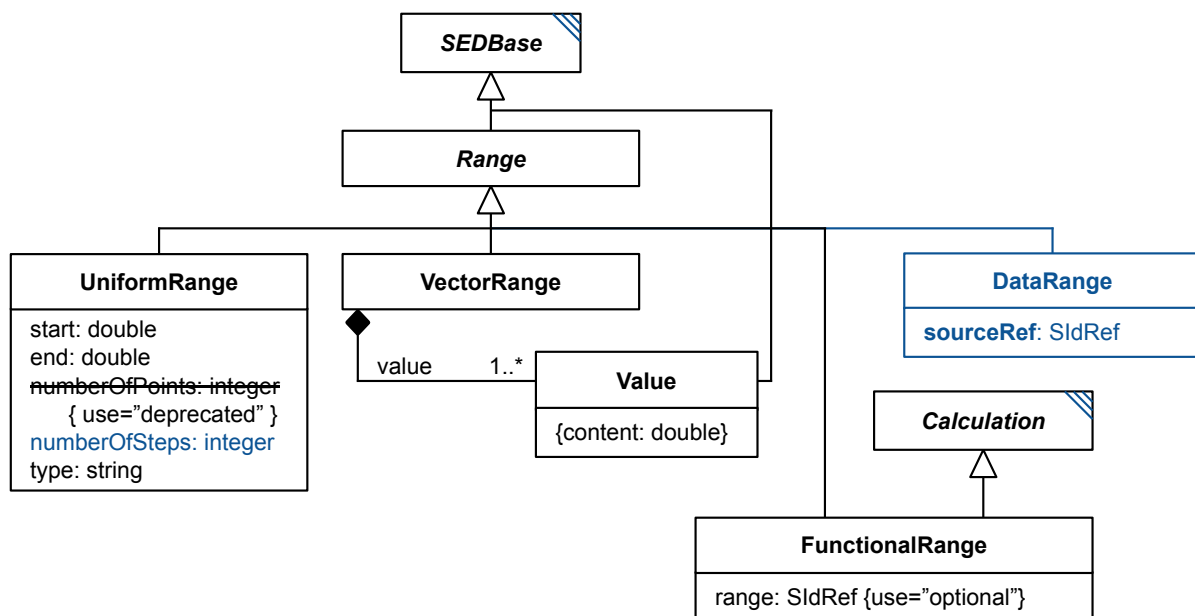 SEDBase
Range
UniformRange
start: double
end: double
numberOfPoints: integer
{ use=”deprecated” }
numberOfSteps: integer
type: string
VectorRange
value 1..*
Value
{content: double}
DataRange
sourceRef: SIdRef
Calculation
FunctionalRange
range: SIdRef {use=”optional”}